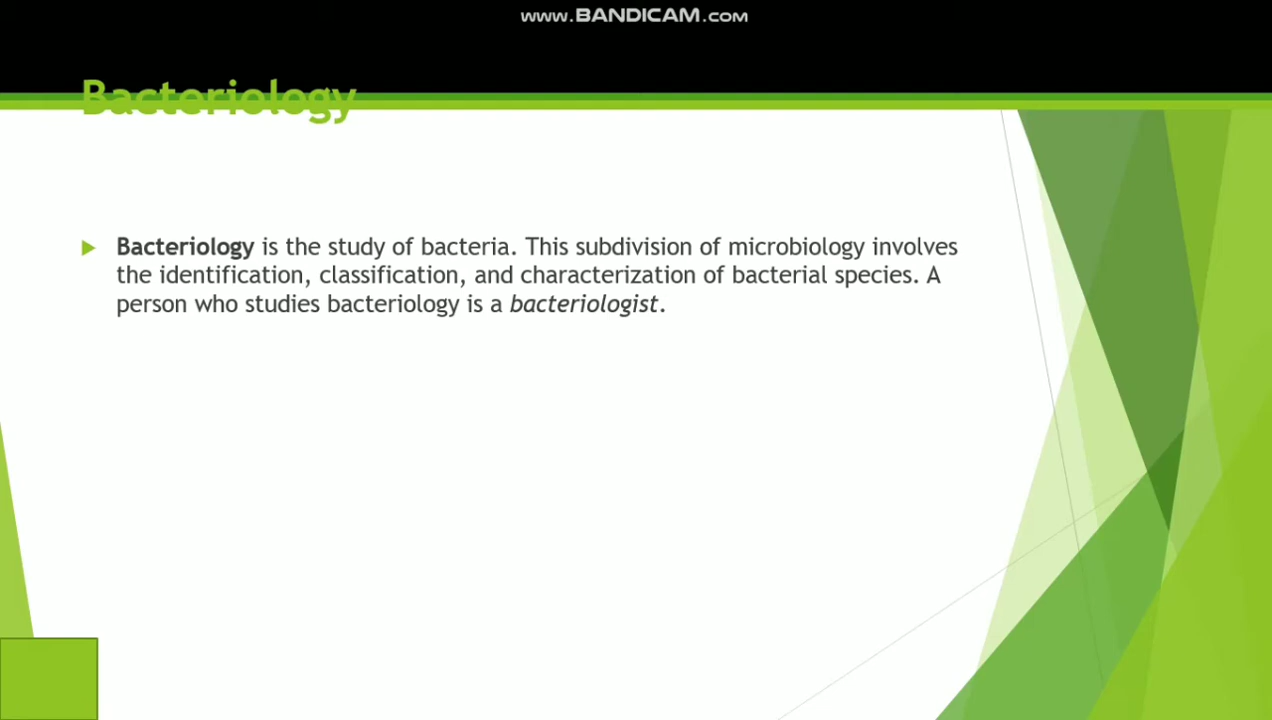 www.BANDICAM.com
Bacteriology
Bacteriology is the study of bacteria. This subdivision of microbiology involves
the identification, classification, and characterization of bacterial species. A
person who studies bacteriology is a bacteriologist.